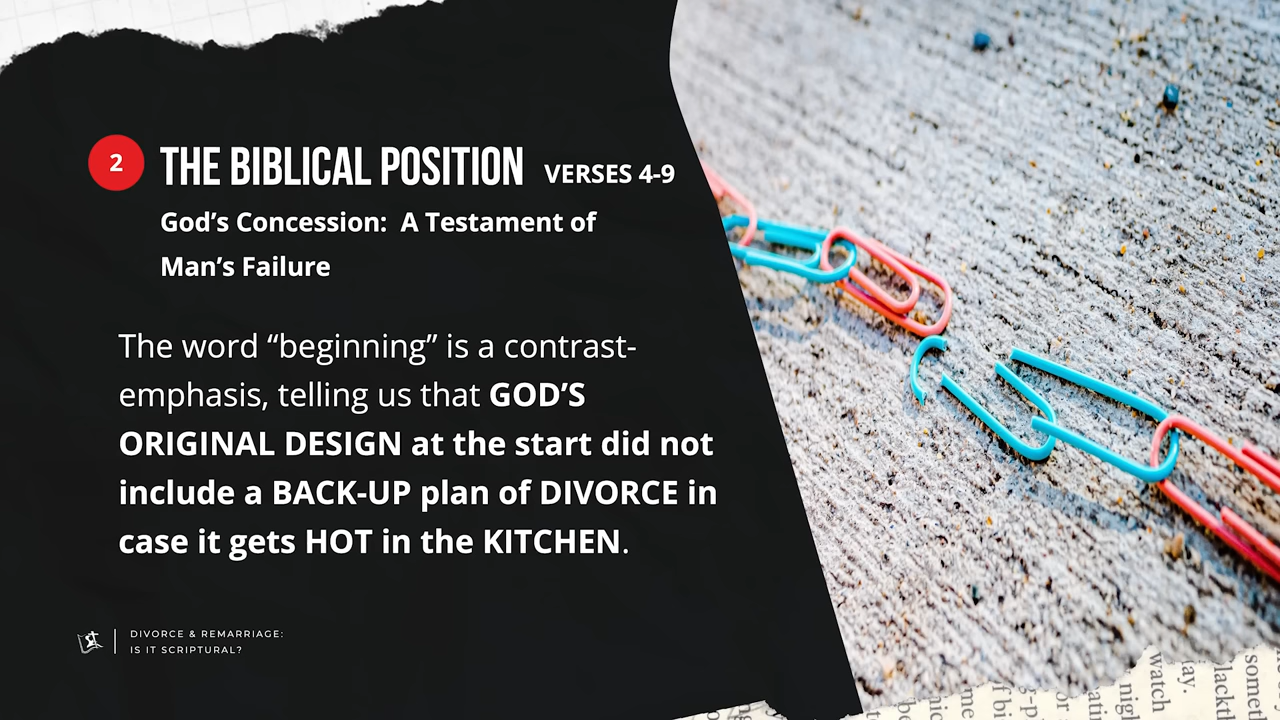 2
THE BIBLICAL POSITION VERSES 4-9
God’s Concession:  A Testament of
Man’s Failure
The word “beginning” is a contrast-
emphasis, telling us that GOD’S
ORIGINAL DESIGN at the start did not
include a BACK-UP plan of DIVORCE in
case it gets HOT in the KITCHEN.
DIVORCE & REMARRIAGE:
IS IT SCRIPTURAL?
watch